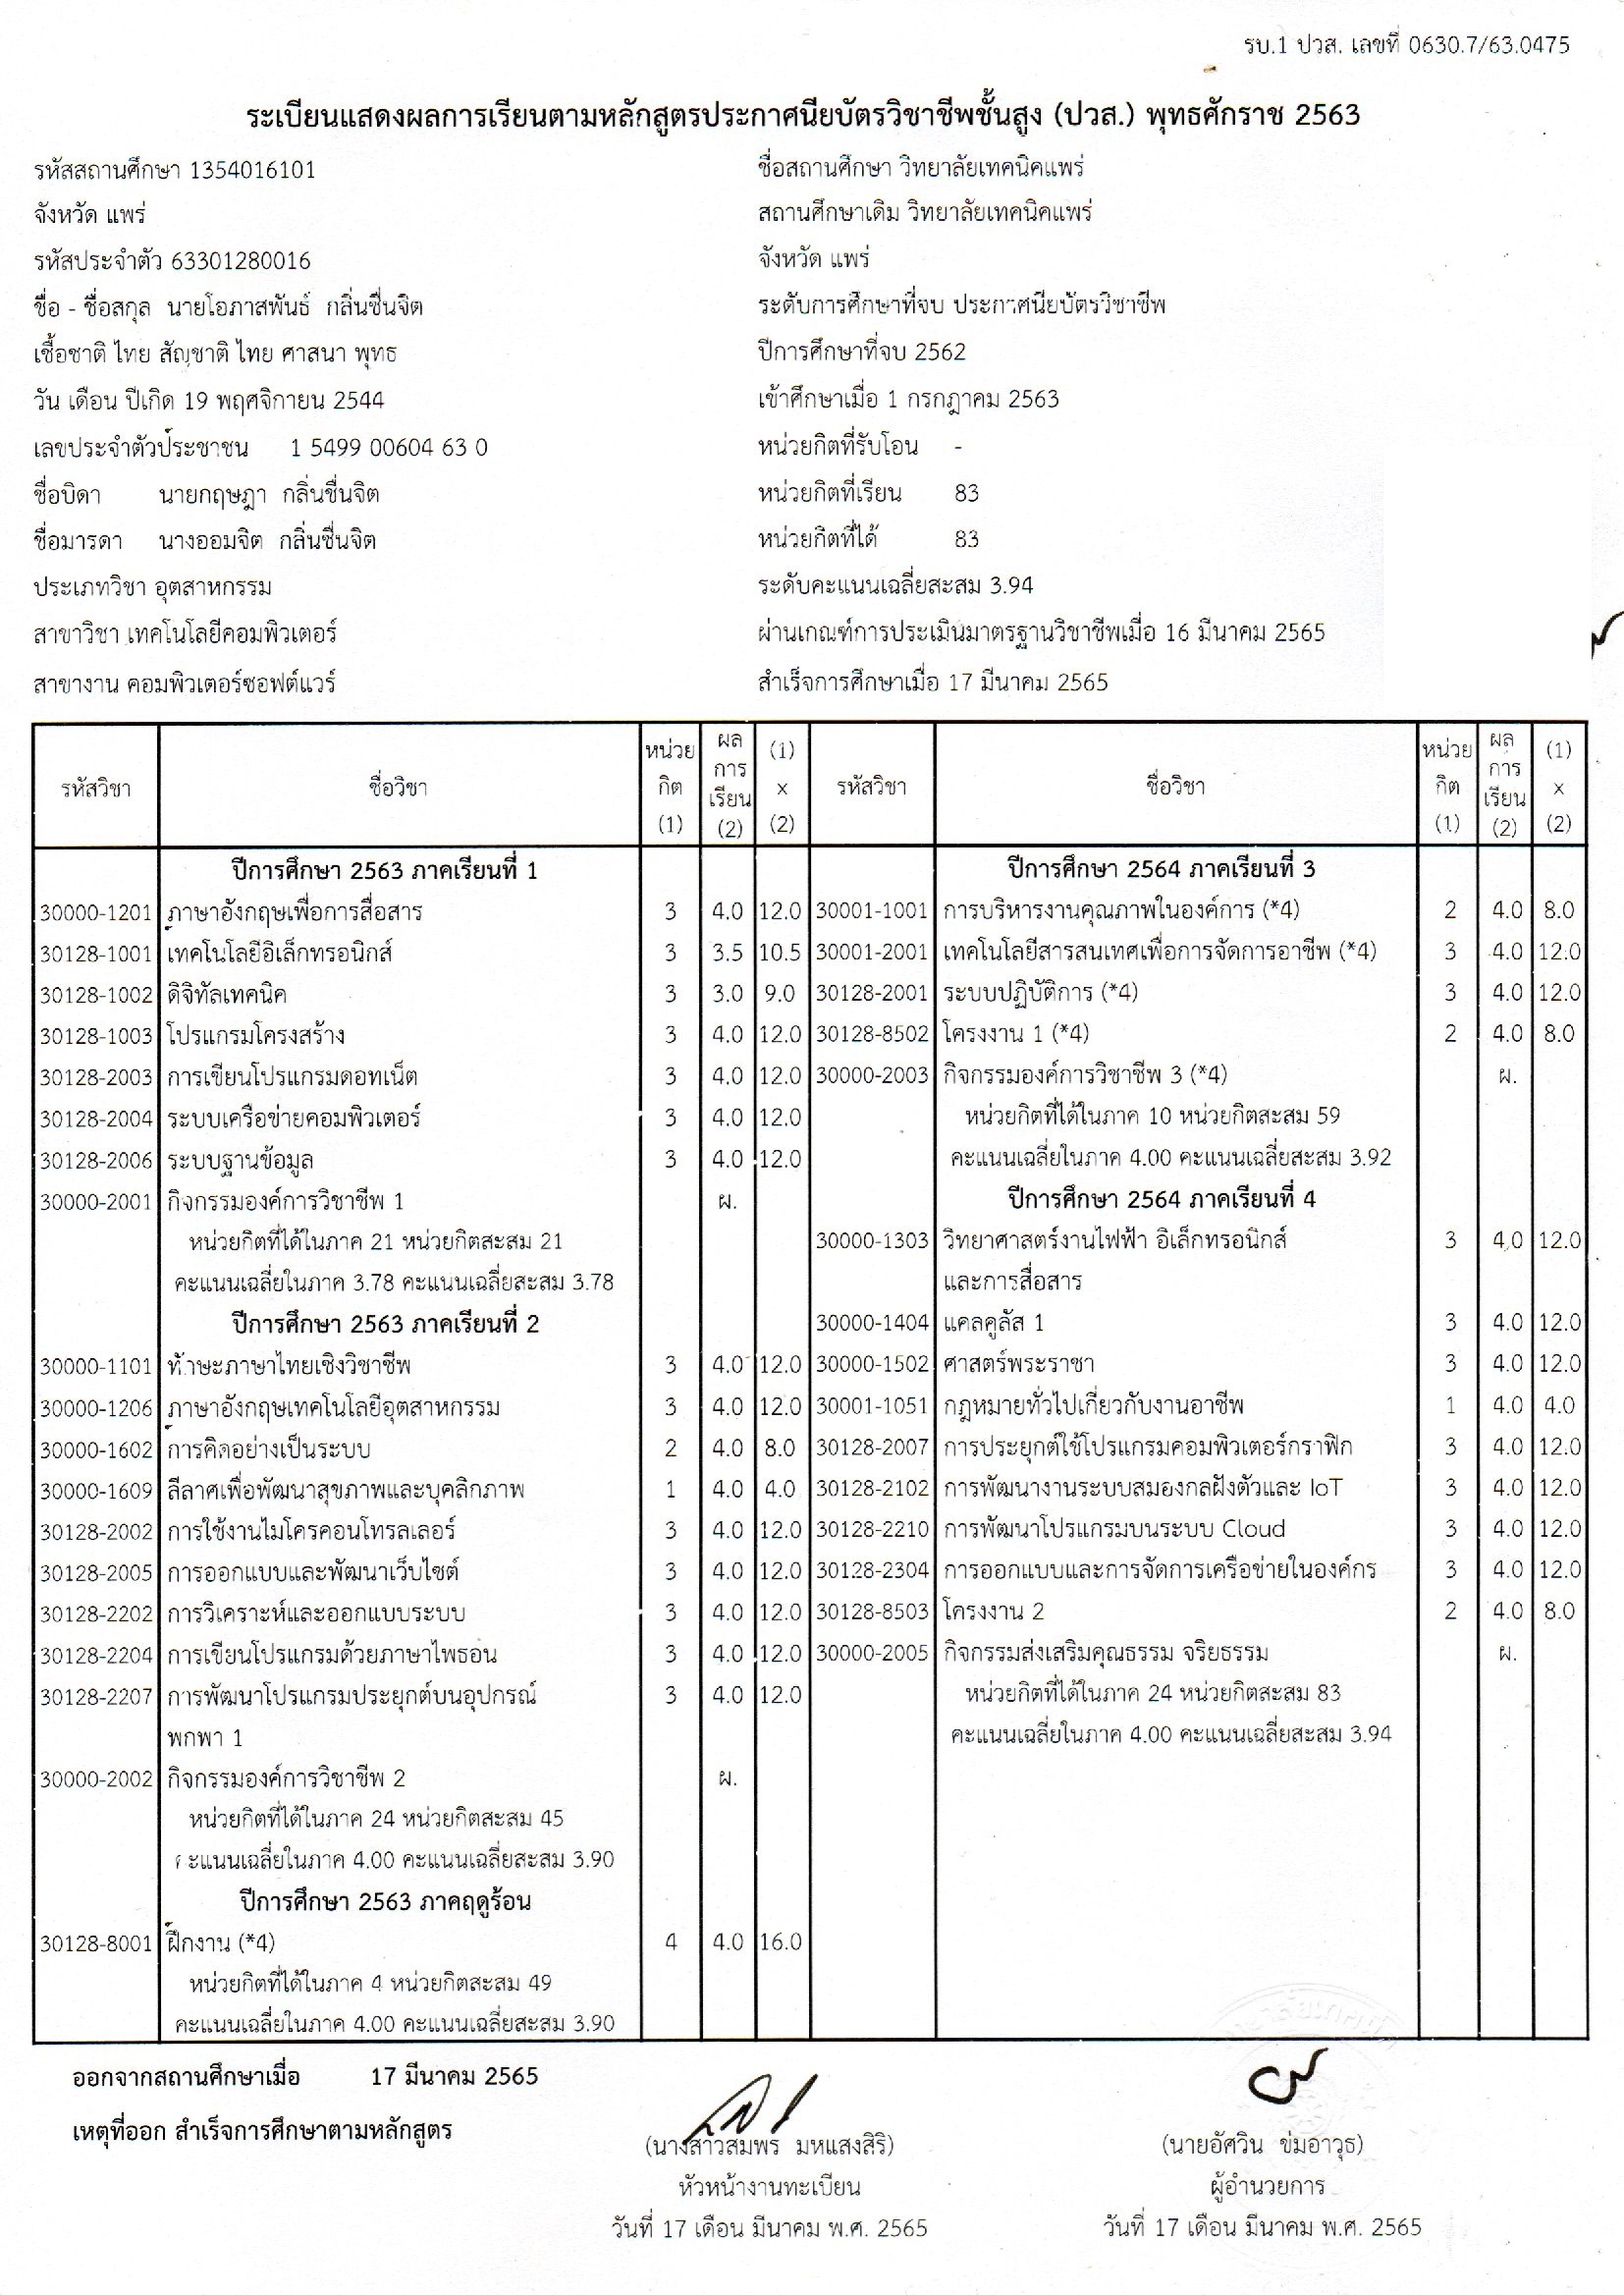 รบ.1 ปวส. เลขที่ 0630.7/63.0475
ระเบียนแสดงผลการเรียนตามหลักสูตรประกาศนียบัตรวิชาชีพชั้นสูง (ปวส.) พุทธศักราช 2563
รหัสสถานศึกษา 1354016101
จังหวัด แพร่
รหัสประจำตัว 63301280016
ชื่อ - ชื่อสกุล นายโอภาสพันธ์ กลิ่นชื่นจิต
เชื้อชาติ ไทย สัญชาติ ไทย ศาสนา พุทธ
วัน เดือน ปีเกิด 19 พฤศจิกายน 2544
เลขประจำตัวประชาชน 1 5499 00604 63 0
ชื่อบิดา นายกฤษฎา กลิ่นชื่นจิต
ชื่อมารดา นางออมจิต กลิ่นชื่นจิต
ประเภทวิชา อุตสาหกรรม
สาขาวิชา เทคโนโลยีคอมพิวเตอร์
สาขางาน คอมพิวเตอร์ซอฟต์แวร์
ชื่อสถานศึกษา วิทยาลัยเทคนิคแพร่
สถานศึกษาเดิม วิทยาลัยเทคนิคแพร่
จังหวัด แพร่
ระดับการศึกษาที่จบ ประกาศนียบัตรวิชาชีพ
ปีการศึกษาที่จบ 2562
เข้าศึกษาเมื่อ 1 กรกฎาคม 2563
หน่วยกิตที่รับโอน -
หน่วยกิตที่เรียน 83
หน่วยกิตที่ได้ 83
ระดับคะแนนเฉลี่ยสะสม 3.94
ผ่านเกณฑ์การประเมินมาตรฐานวิชาชีพเมื่อ 16 มีนาคม 2565
สำเร็จการศึกษาเมื่อ 17 มีนาคม 2565
รหัสวิชา ชื่อวิชา หน่วยกิต (1) ผลการเรียน (2) (1) x (2)
ปีการศึกษา 2563 ภาคเรียนที่ 1
30000-1201 ภาษาอังกฤษเพื่อการสื่อสาร 3 4.0 12.0
30128-1001 เทคโนโลยีอิเล็กทรอนิกส์ 3 3.5 10.5
30128-1002 ดิจิทัลเทคนิค 3 3.0 9.0
30128-1003 โปรแกรมโครงสร้าง 3 4.0 12.0
30128-2003 การเขียนโปรแกรมดอทเน็ต 3 4.0 12.0
30128-2004 ระบบเครือข่ายคอมพิวเตอร์ 3 4.0 12.0
30128-2006 ระบบฐานข้อมูล 3 4.0 12.0
30000-2001 กิจกรรมองค์การวิชาชีพ 1 ผ.
หน่วยกิตที่ได้ในภาค 21 หน่วยกิตสะสม 21
คะแนนเฉลี่ยในภาค 3.78 คะแนนเฉลี่ยสะสม 3.78
ปีการศึกษา 2563 ภาคเรียนที่ 2
30000-1101 ทักษะภาษาไทยเชิงวิชาชีพ 3 4.0 12.0
30000-1206 ภาษาอังกฤษเทคโนโลยีอุตสาหกรรม 3 4.0 12.0
30000-1602 การคิดอย่างเป็นระบบ 2 4.0 8.0
30000-1609 ลีลาศเพื่อพัฒนาสุขภาพและบุคลิกภาพ 1 4.0 4.0
30128-2002 การใช้งานไมโครคอนโทรลเลอร์ 3 4.0 12.0
30128-2005 การออกแบบและพัฒนาเว็บไซต์ 3 4.0 12.0
30128-2202 การวิเคราะห์และออกแบบระบบ 3 4.0 12.0
30128-2204 การเขียนโปรแกรมด้วยภาษาไพธอน 3 4.0 12.0
30128-2207 การพัฒนาโปรแกรมประยุกต์บนอุปกรณ์ 3 4.0 12.0
พกพา 1
30000-2002 กิจกรรมองค์การวิชาชีพ 2 ผ.
หน่วยกิตที่ได้ในภาค 24 หน่วยกิตสะสม 45
คะแนนเฉลี่ยในภาค 4.00 คะแนนเฉลี่ยสะสม 3.90
ปีการศึกษา 2563 ภาคฤดูร้อน
30128-8001 ฝึกงาน (*4) 4 4.0 16.0
หน่วยกิตที่ได้ในภาค 4 หน่วยกิตสะสม 49
คะแนนเฉลี่ยในภาค 4.00 คะแนนเฉลี่ยสะสม 3.90
รหัสวิชา ชื่อวิชา หน่วยกิต (1) ผลการเรียน (2) (1) x (2)
ปีการศึกษา 2564 ภาคเรียนที่ 3
30001-1001 การบริหารงานคุณภาพในองค์การ (*4) 2 4.0 8.0
30001-2001 เทคโนโลยีสารสนเทศเพื่อการจัดการอาชีพ (*4) 3 4.0 12.0
30128-2001 ระบบปฏิบัติการ (*4) 3 4.0 12.0
30128-8502 โครงงาน 1 (*4) 2 4.0 8.0
30000-2003 กิจกรรมองค์การวิชาชีพ 3 (*4) ผ.
หน่วยกิตที่ได้ในภาค 10 หน่วยกิตสะสม 59
คะแนนเฉลี่ยในภาค 4.00 คะแนนเฉลี่ยสะสม 3.92
ปีการศึกษา 2564 ภาคเรียนที่ 4
30000-1303 วิทยาศาสตร์งานไฟฟ้า อิเล็กทรอนิกส์ 3 4.0 12.0
และการสื่อสาร
30000-1404 แคลคูลัส 1 3 4.0 12.0
30000-1502 ศาสตร์พระราชา 3 4.0 12.0
30001-1051 กฎหมายทั่วไปเกี่ยวกับงานอาชีพ 1 4.0 4.0
30128-2007 การประยุกต์ใช้โปรแกรมคอมพิวเตอร์กราฟิก 3 4.0 12.0
30128-2102 การพัฒนางานระบบสมองกลฝังตัวและ IoT 3 4.0 12.0
30128-2210 การพัฒนาโปรแกรมบนระบบ Cloud 3 4.0 12.0
30128-2304 การออกแบบและการจัดการเครือข่ายในองค์กร 3 4.0 12.0
30128-8503 โครงงาน 2 2 4.0 8.0
30000-2005 กิจกรรมส่งเสริมคุณธรรม จริยธรรม ผ.
หน่วยกิตที่ได้ในภาค 24 หน่วยกิตสะสม 83
คะแนนเฉลี่ยในภาค 4.00 คะแนนเฉลี่ยสะสม 3.94
ออกจากสถานศึกษาเมื่อ 17 มีนาคม 2565
เหตุที่ออก สำเร็จการศึกษาตามหลักสูตร
(นางสาวสมพร มหแสงสิริ)
หัวหน้างานทะเบียน
วันที่ 17 เดือน มีนาคม พ.ศ. 2565
(นายอัศวิน ข่มอาวุธ)
ผู้อำนวยการ
วันที่ 17 เดือน มีนาคม พ.ศ. 2565